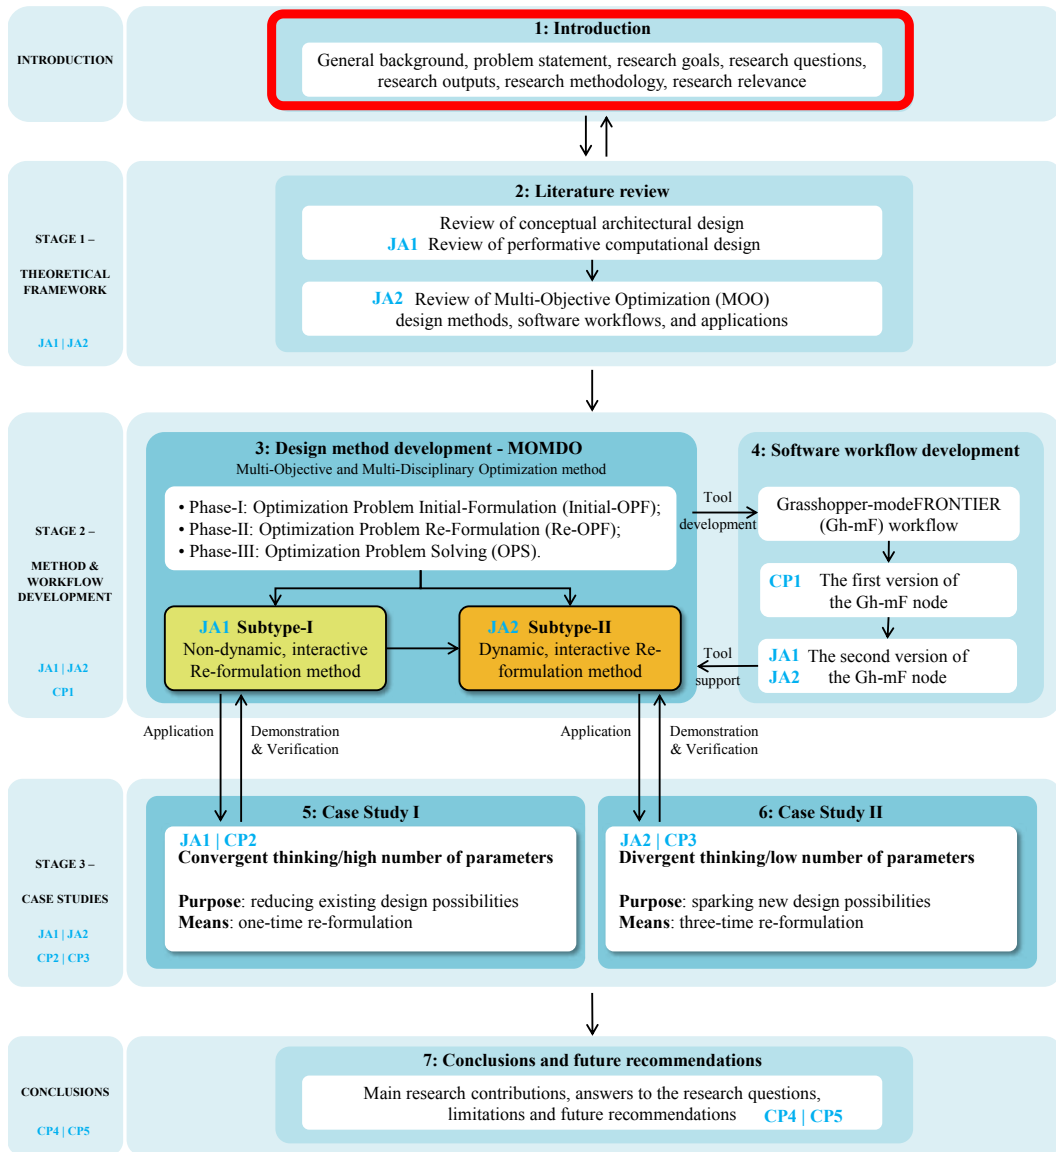 INTRODUCTION
1: Introduction
General background, problem statement, research goals, research questions,
research outputs, research methodology, research relevance
STAGE 1 –
THEORETICAL
FRAMEWORK
JA1 | JA2
2: Literature review
Review of conceptual architectural design
JA1 Review of performative computational design
JA2 Review of Multi-Objective Optimization (MOO)
design methods, software workflows, and applications
STAGE 2 –
METHOD &
WORKFLOW
DEVELOPMENT
JA1 | JA2
CP1
3: Design method development - MOMDO
Multi-Objective and Multi-Disciplinary Optimization method
• Phase-I: Optimization Problem Initial-Formulation (Initial-OPF);
• Phase-II: Optimization Problem Re-Formulation (Re-OPF);
• Phase-III: Optimization Problem Solving (OPS).
JA1 Subtype-I
Non-dynamic, interactive
Re-formulation method
JA2 Subtype-II
Dynamic, interactive Re-
formulation method
Tool
development
Tool
support
4: Software workflow development
Grasshopper-modeFRONTIER
(Gh-mF) workflow
CP1 The first version of
the Gh-mF node
JA1 The second version of
JA2 the Gh-mF node
Application
Demonstration
& Verification
Application
Demonstration
& Verification
STAGE 3 –
CASE STUDIES
JA1 | JA2
CP2 | CP3
5: Case Study I
JA1 | CP2
Convergent thinking/high number of parameters
Purpose: reducing existing design possibilities
Means: one-time re-formulation
6: Case Study II
JA2 | CP3
Divergent thinking/low number of parameters
Purpose: sparking new design possibilities
Means: three-time re-formulation
CONCLUSIONS
CP4 | CP5
7: Conclusions and future recommendations
Main research contributions, answers to the research questions,
limitations and future recommendations CP4 | CP5